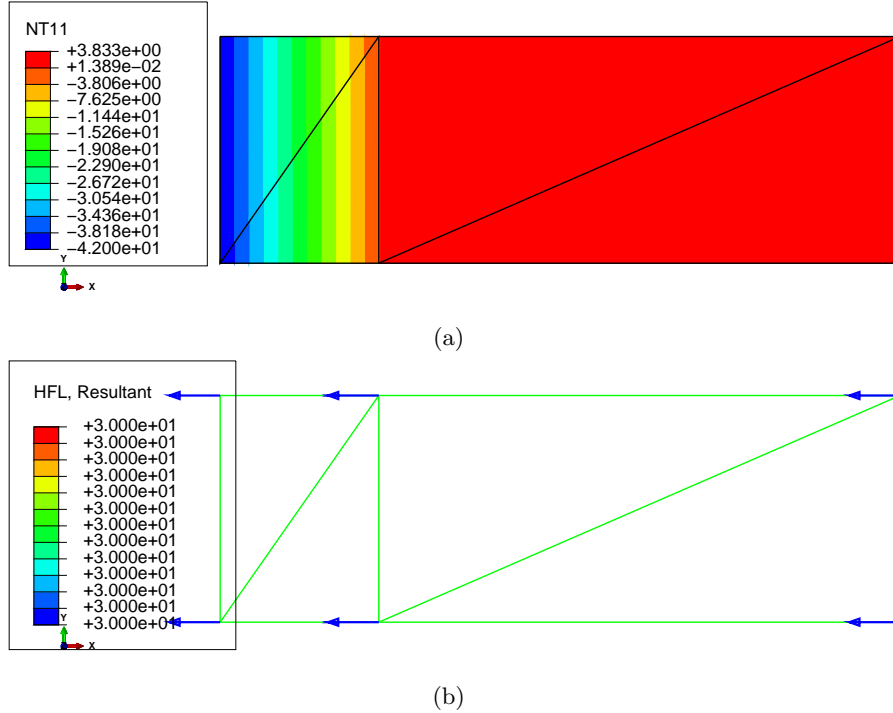 NT11
+3.833e+00
+1.389e−02
−3.806e+00
−7.625e+00
−1.144e+01
−1.526e+01
−1.908e+01
−2.290e+01
−2.672e+01
−3.054e+01
−3.436e+01
−3.818e+01
−4.200e+01
Y
X
(a)
HFL, Resultant
+3.000e+01
+3.000e+01
+3.000e+01
+3.000e+01
+3.000e+01
+3.000e+01
+3.000e+01
+3.000e+01
+3.000e+01
+3.000e+01
+3.000e+01
+3.000e+01
+3.000e+01
Y
X
(b)